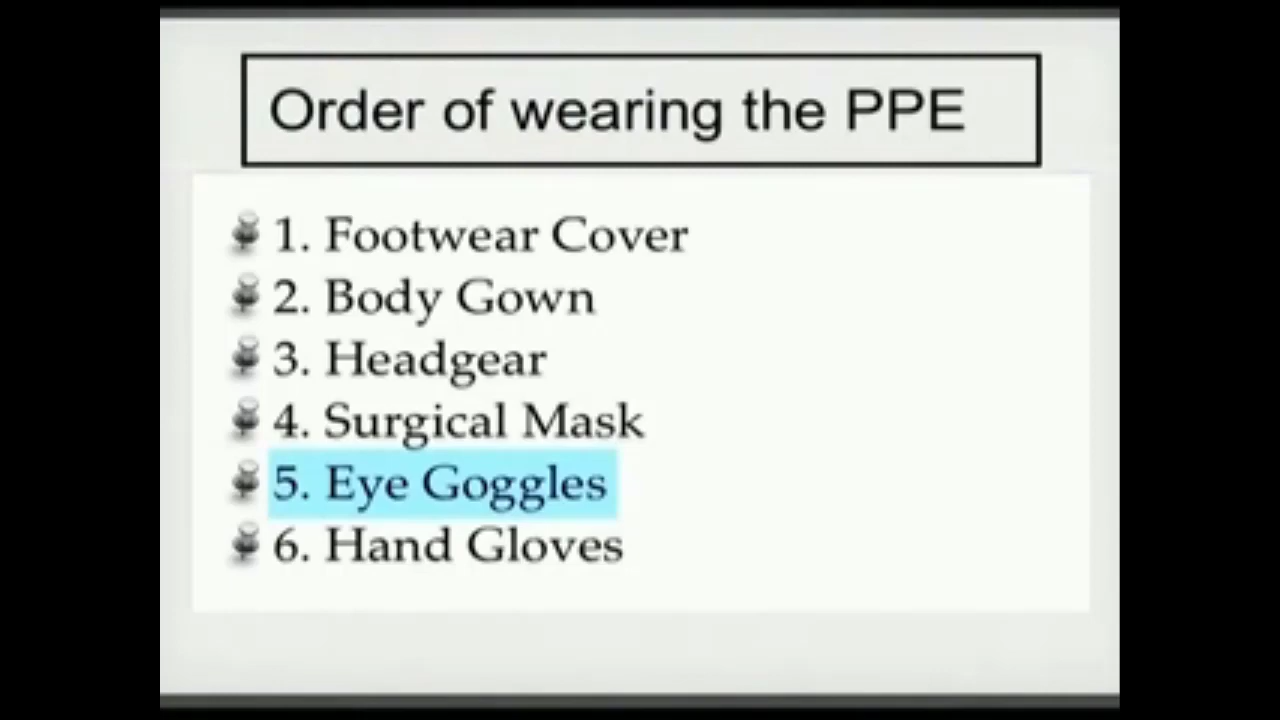 Order of wearing the PPE
1. Footwear Cover
2. Body Gown
3. Headgear
4. Surgical Mask
5. Eye Goggles
6. Hand Gloves